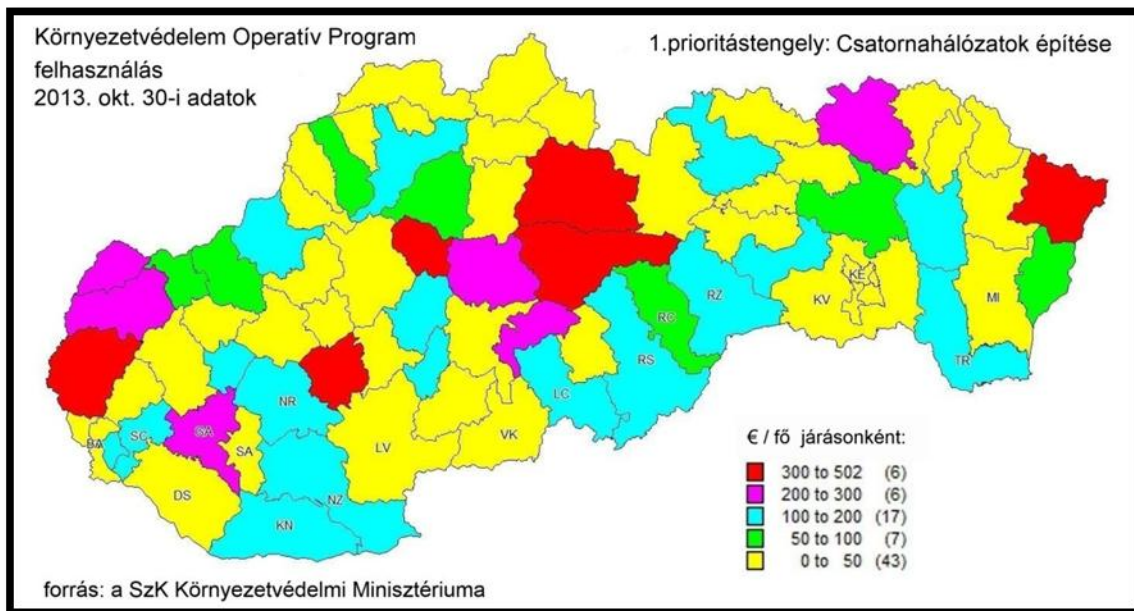 Környezetvédelem Operatív Program
felhasználás
2013. okt. 30-i adatok
1.prioritástengely: Csatornahálózatok építése
KE
KV
MI
RZ
RC
RS
TR
LC
NR
VK
LV
GA
SA
SC
BA
DS
NZ
KN
€ / fő járásonként:
300 to 502 (6)
200 to 300 (6)
100 to 200 (17)
50 to 100 (7)
0 to 50 (43)
forrás: a SzK Környezetvédelmi Minisztériuma